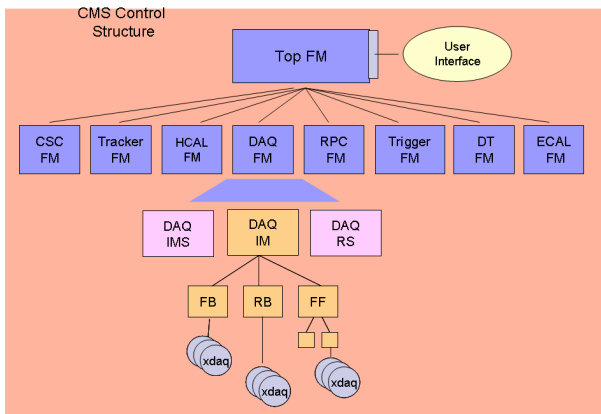 CMS Control
Structure
Top FM
User
Interface
CSC
FM
Tracker
FM
HCAL
FM
DAQ
FM
RPC
FM
Trigger
FM
DT
FM
ECAL
FM
DAQ
IMS
DAQ
IM
DAQ
RS
FB
RB
FF
xdaq
xdaq
xdaq